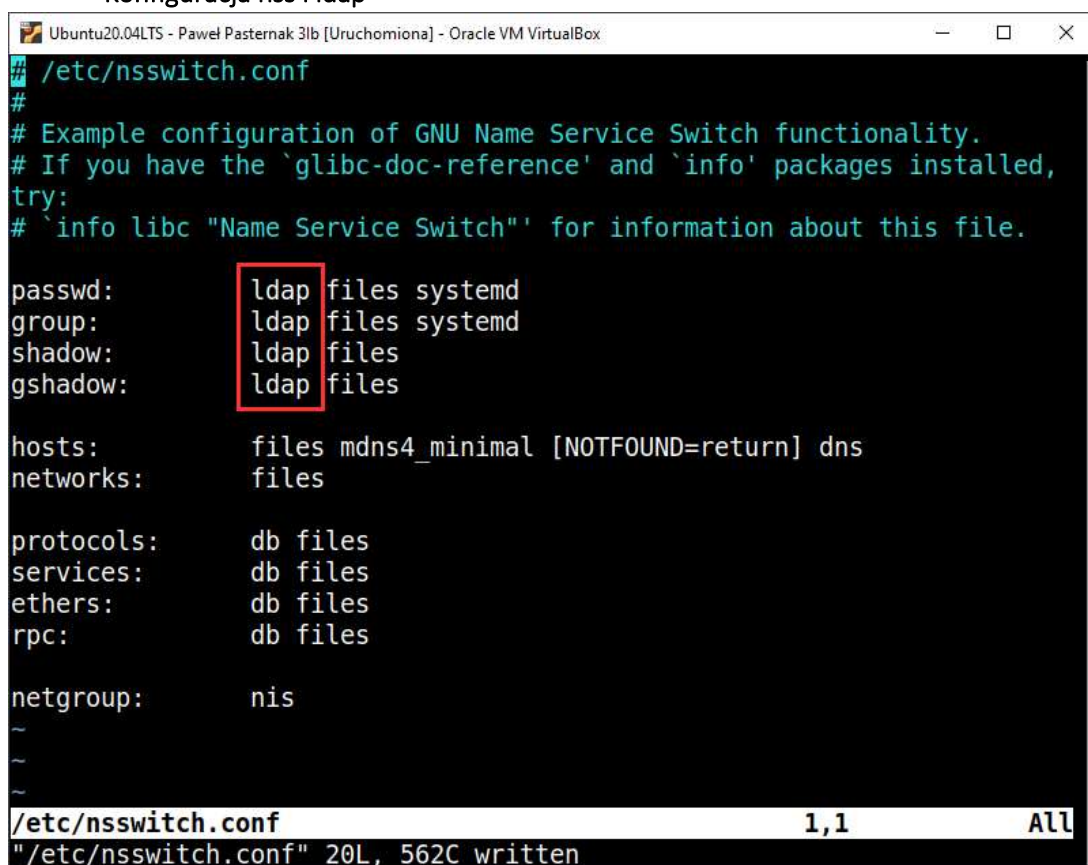 Konfiguracja nss i ldap
Ubuntu20.04LTS - Paweł Pasternak 3lb [Uruchomiona] - Oracle VM VirtualBox
# /etc/nsswitch.conf
#
# Example configuration of GNU Name Service Switch functionality.
# If you have the `glibc-doc-reference' and `info' packages installed,
try:
# `info libc "Name Service Switch"' for information about this file.
passwd: ldap files systemd
group: ldap files systemd
shadow: ldap files
gshadow: ldap files
hosts: files mdns4_minimal [NOTFOUND=return] dns
networks: files
protocols: db files
services: db files
ethers: db files
rpc: db files
netgroup: nis
~
~
~
/etc/nsswitch.conf 1,1 All
"/etc/nsswitch.conf" 20L, 562C written